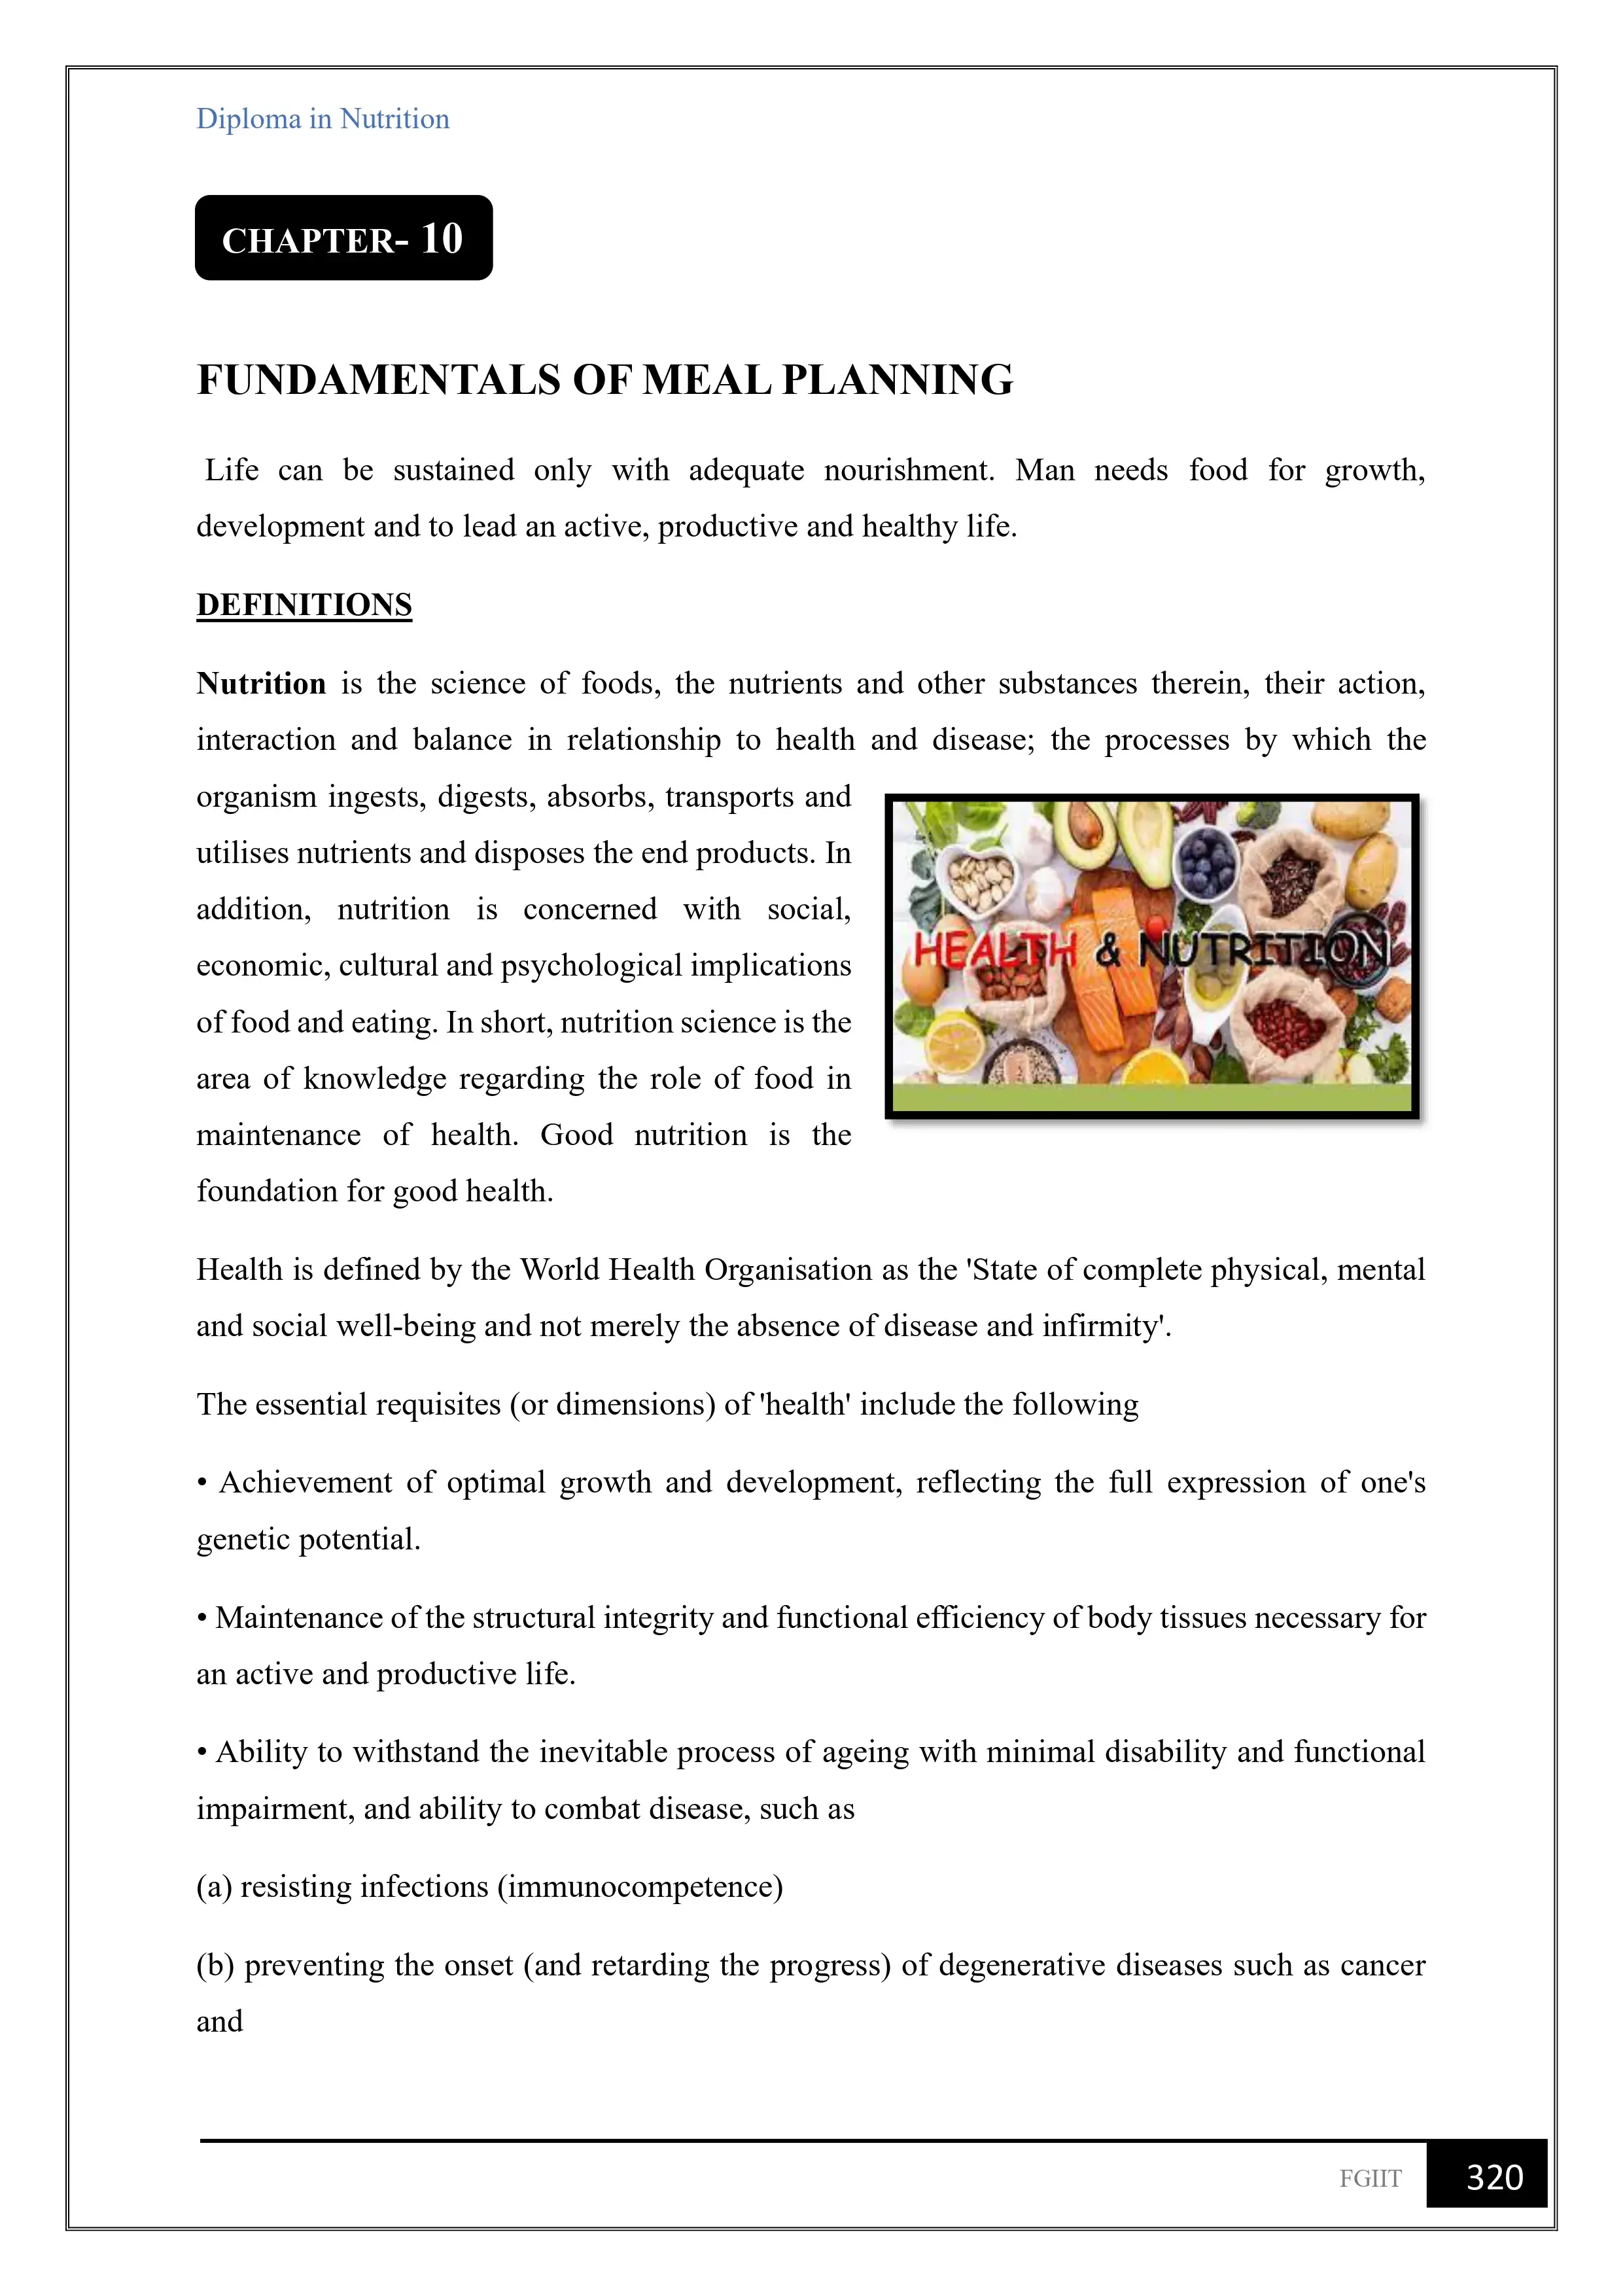 Diploma in Nutrition
CHAPTER- 10
FUNDAMENTALS OF MEAL PLANNING
Life can be sustained only with adequate nourishment. Man needs food for growth,
development and to lead an active, productive and healthy life.
DEFINITIONS
Nutrition is the science of foods, the nutrients and other substances therein, their action,
interaction and balance in relationship to health and disease; the processes by which the
organism ingests, digests, absorbs, transports and
utilises nutrients and disposes the end products. In
addition, nutrition is concerned with social,
economic, cultural and psychological implications
of food and eating. In short, nutrition science is the
area of knowledge regarding the role of food in
maintenance of health. Good nutrition is the
foundation for good health.
HEALTH & NUTRITION
Health is defined by the World Health Organisation as the 'State of complete physical, mental
and social well-being and not merely the absence of disease and infirmity'.
The essential requisites (or dimensions) of 'health' include the following
• Achievement of optimal growth and development, reflecting the full expression of one's
genetic potential.
• Maintenance of the structural integrity and functional efficiency of body tissues necessary for
an active and productive life.
• Ability to withstand the inevitable process of ageing with minimal disability and functional
impairment, and ability to combat disease, such as
(a) resisting infections (immunocompetence)
(b) preventing the onset (and retarding the progress) of degenerative diseases such as cancer
and
FGIIT 320